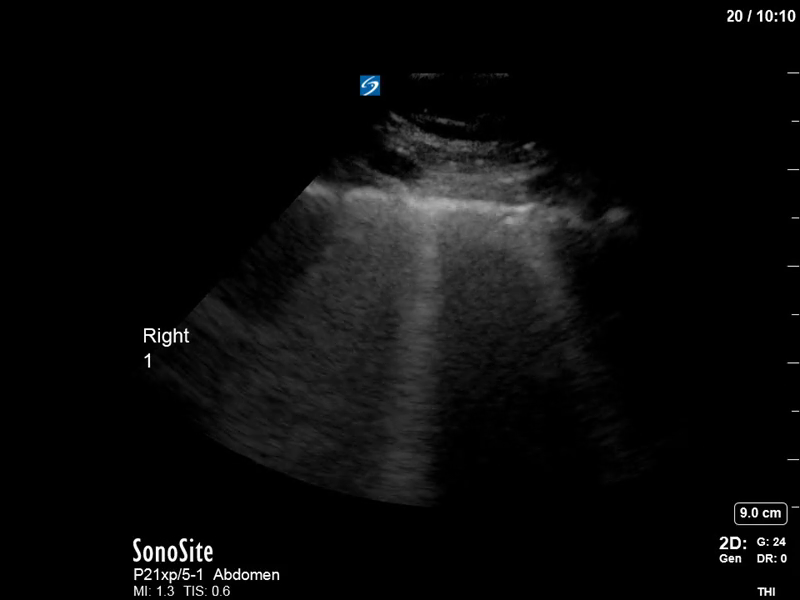 20 / 10:10
Right
1
9.0 cm
SonoSite
P21xp/5-1 Abdomen
MI: 1.3 TIS: 0.6
2D: G: 24
Gen DR: 0
THI